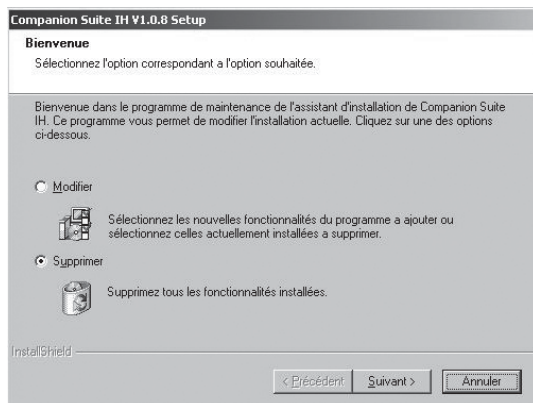 Companion Suite IH V1.0.8 Setup
Bienvenue
Sélectionnez l'option correspondant a l'option souhaitée.
Bienvenue dans le programme de maintenance de l'assistant d'installation de Companion Suite
IH. Ce programme vous permet de modifier l'installation actuelle. Cliquez sur une des options
ci-dessous.
Modifier
Sélectionnez les nouvelles fonctionnalités du programme a ajouter ou
sélectionnez celles actuellement installées a supprimer.
Supprimer
Supprimez tous les fonctionnalités installées.
InstallShield
< Précédent Suivant > Annuler